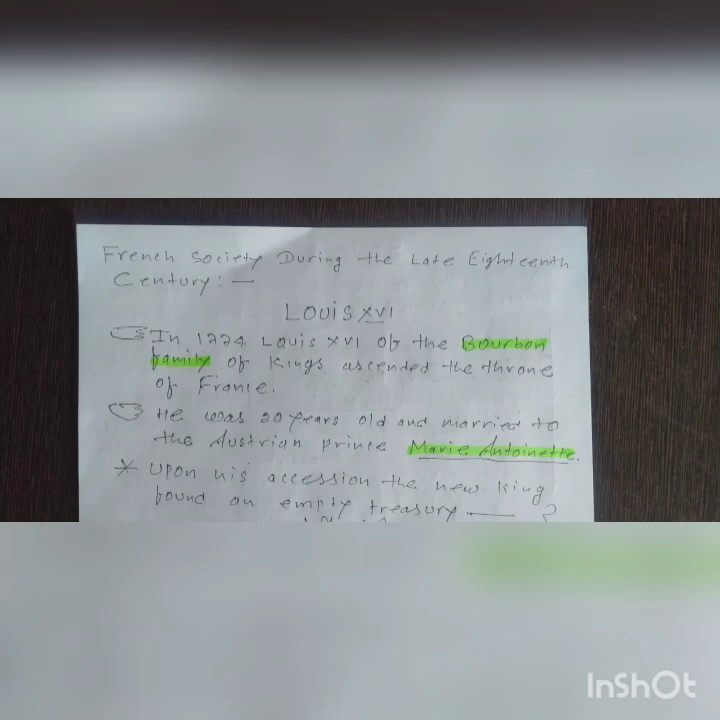 French Society During the Late Eighteenth
Century: —
LOUIS XVI
In 1774 Louis XVI of the Bourbon
family of kings ascended the throne
of France.
He was 20 years old and married to
the Austrian prince Marie Antoinette.
* Upon his accession the new king
found an empty treasury —
InShOt